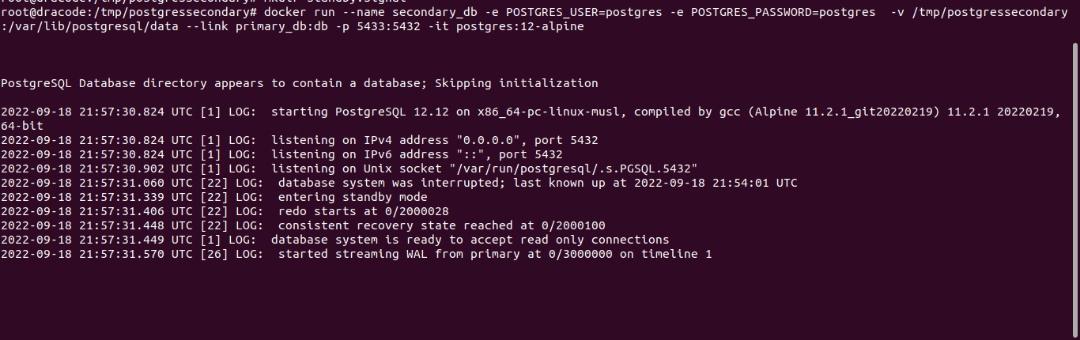 root@dracode:/tmp/postgressecondary# mkdir standby.signal
root@dracode:/tmp/postgressecondary# docker run --name secondary_db -e POSTGRES_USER=postgres -e POSTGRES_PASSWORD=postgres  -v /tmp/postgressecondary
:/var/lib/postgresql/data --link primary_db:db -p 5433:5432 -it postgres:12-alpine
PostgreSQL Database directory appears to contain a database; Skipping initialization
2022-09-18 21:57:30.824 UTC [1] LOG:  starting PostgreSQL 12.12 on x86_64-pc-linux-musl, compiled by gcc (Alpine 11.2.1_git20220219) 11.2.1 20220219,
64-bit
2022-09-18 21:57:30.824 UTC [1] LOG:  listening on IPv4 address "0.0.0.0", port 5432
2022-09-18 21:57:30.824 UTC [1] LOG:  listening on IPv6 address "::", port 5432
2022-09-18 21:57:30.902 UTC [1] LOG:  listening on Unix socket "/var/run/postgresql/.s.PGSQL.5432"
2022-09-18 21:57:31.060 UTC [22] LOG:  database system was interrupted; last known up at 2022-09-18 21:54:01 UTC
2022-09-18 21:57:31.339 UTC [22] LOG:  entering standby mode
2022-09-18 21:57:31.406 UTC [22] LOG:  redo starts at 0/2000028
2022-09-18 21:57:31.448 UTC [22] LOG:  consistent recovery state reached at 0/2000100
2022-09-18 21:57:31.449 UTC [1] LOG:  database system is ready to accept read only connections
2022-09-18 21:57:31.570 UTC [26] LOG:  started streaming WAL from primary at 0/3000000 on timeline 1